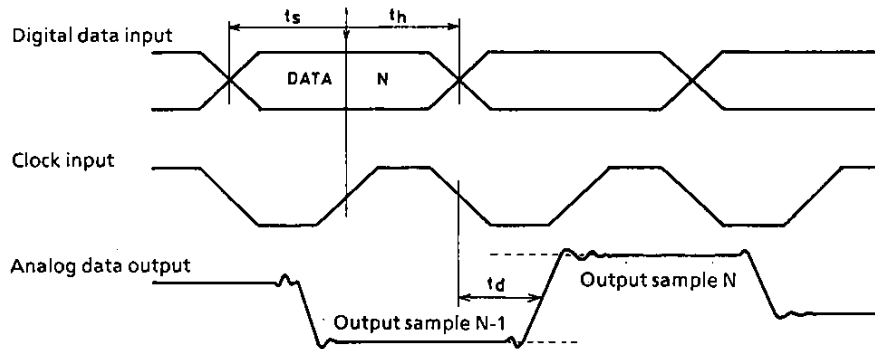 ts
th
Digital data input
DATA N
Clock input
Analog data output
td
Output sample N
Output sample N-1